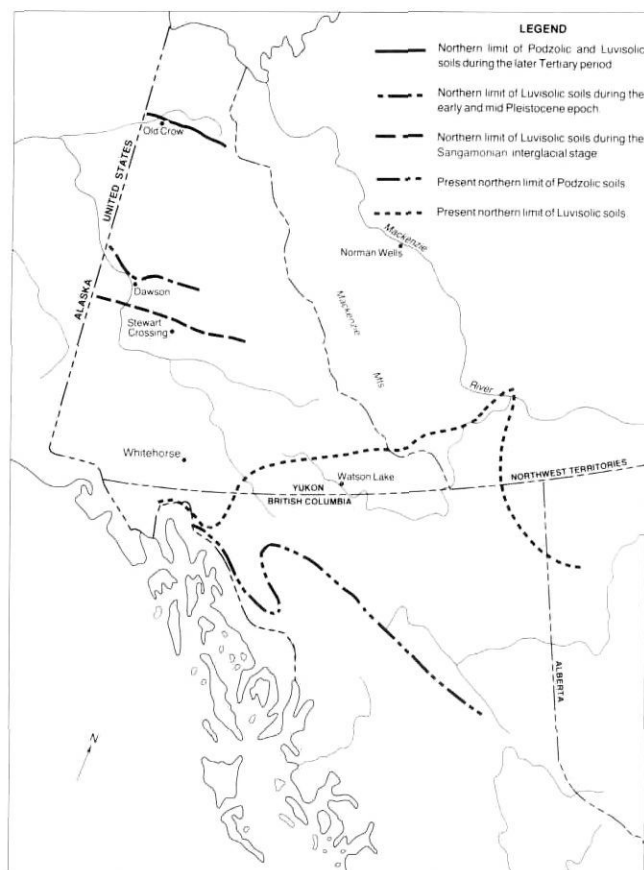 LEGEND
Northern limit of Podzolic and Luvisolic
soils during the later Tertiary period
Northern limit of Luvisolic soils during the
early and mid Pleistocene epoch
Northern limit of Luvisolic soils during the
Sangamonian interglacial stage
Present northern limit of Podzolic soils
Present northern limit of Luvisolic soils
Old Crow
UNITED STATES
ALASKA
Dawson
Stewart
Crossing
Norman Wells
Mackenzie
River
Mackenzie
Mts
Whitehorse
Watson Lake
YUKON
BRITISH COLUMBIA
NORTHWEST TERRITORIES
ALBERTA
N